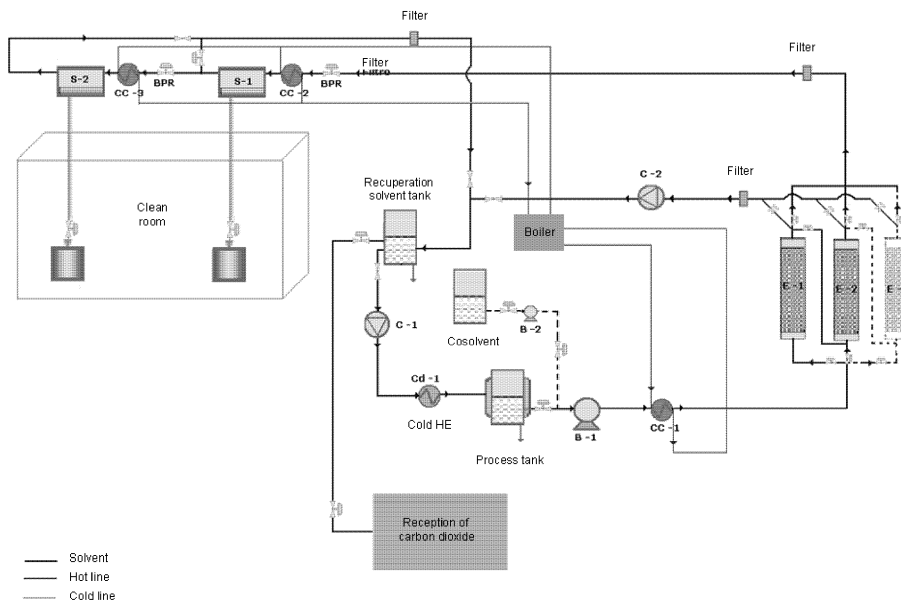 Filter
Filter
Filter
S-2
CC-3
BPR
S-1
CC-2
BPR
Clean
room
Recuperation
solvent tank
C-2
Filter
Boiler
E-1
E-2
E-
C-1
Cosolvent
B-2
Cd-1
Cold HE
Process tank
B-1
CC-1
Reception of
carbon dioxide
Solvent
Hot line
Cold line